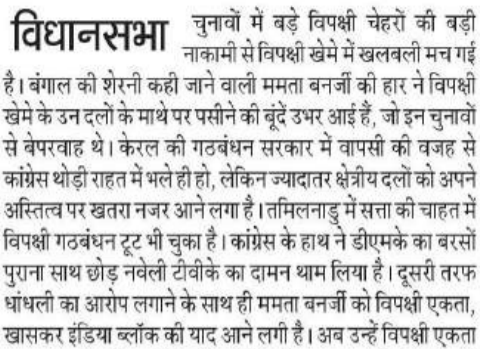 विधानसभा चुनावों में बड़े विपक्षी चेहरों की बड़ी
नाकामी से विपक्षी खेमे में खलबली मच गई
है। बंगाल की शेरनी कही जाने वाली ममता बनर्जी की हार ने विपक्षी
खेमे के उन दलों के माथे पर पसीने की बूंदें उभर आई हैं, जो इन चुनावों
से बेपरवाह थे। केरल की गठबंधन सरकार में वापसी की वजह से
कांग्रेस थोड़ी राहत में भले ही हो, लेकिन ज्यादातर क्षेत्रीय दलों को अपने
अस्तित्व पर खतरा नजर आने लगा है। तमिलनाडु में सत्ता की चाहत में
विपक्षी गठबंधन टूट भी चुका है। कांग्रेस के हाथ ने डीएमके का बरसों
पुराना साथ छोड़ नवेली टीवीके का दामन थाम लिया है। दूसरी तरफ
धांधली का आरोप लगाने के साथ ही ममता बनर्जी को विपक्षी एकता,
खासकर इंडिया ब्लॉक की याद आने लगी है। अब उन्हें विपक्षी एकता